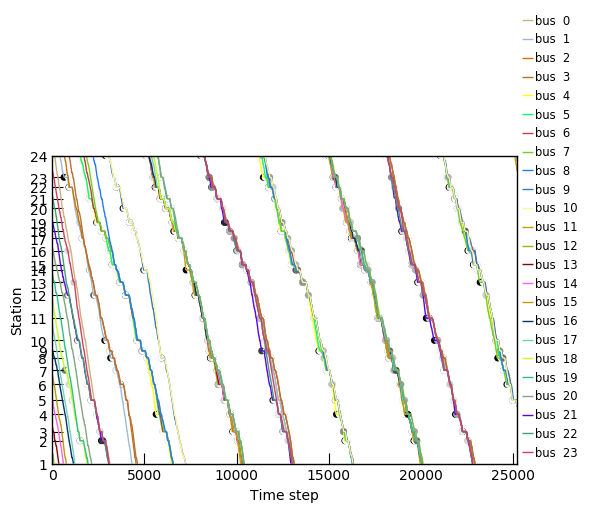 bus 0
bus 1
bus 2
bus 3
bus 4
bus 5
bus 6
bus 7
bus 8
bus 9
bus 10
bus 11
bus 12
bus 13
bus 14
bus 15
bus 16
bus 17
bus 18
bus 19
bus 20
bus 21
bus 22
bus 23
24
23
22
21
20
19
18
17
16
15
14
13
12
11
10
9
8
7
6
5
4
3
2
1
Station
0 5000 10000 15000 20000 25000
Time step